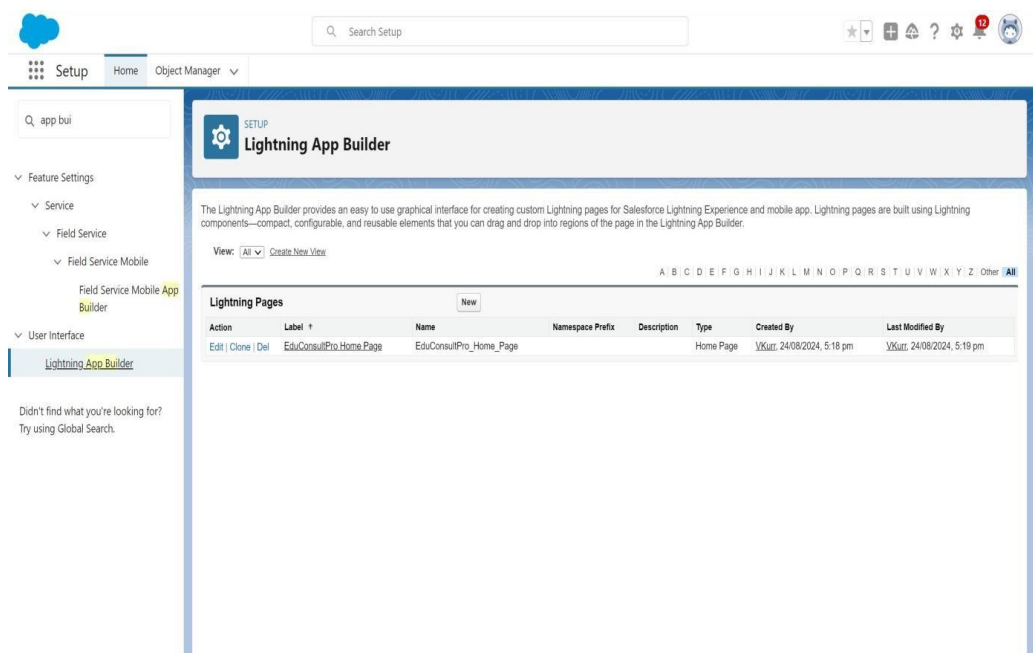 Search Setup
12
Setup
Home
Object Manager
app bui
Feature Settings
Service
Field Service
Field Service Mobile
Field Service Mobile App
Builder
User Interface
Lightning App Builder
Didn't find what you're looking for?
Try using Global Search.
SETUP
Lightning App Builder
The Lightning App Builder provides an easy to use graphical interface for creating custom Lightning pages for Salesforce Lightning Experience and mobile app. Lightning pages are built using Lightning
components—compact, configurable, and reusable elements that you can drag and drop into regions of the page in the Lightning App Builder.
View: All Create New View
A B C D E F G H I J K L M N O P Q R S T U V W X Y Z Other All
Lightning Pages New
Action Label ↑ Name Namespace Prefix Description Type Created By Last Modified By
Edit | Clone | Del EduConsultPro Home Page EduConsultPro_Home_Page Home Page VKurr, 24/08/2024, 5:18 pm VKurr, 24/08/2024, 5:19 pm